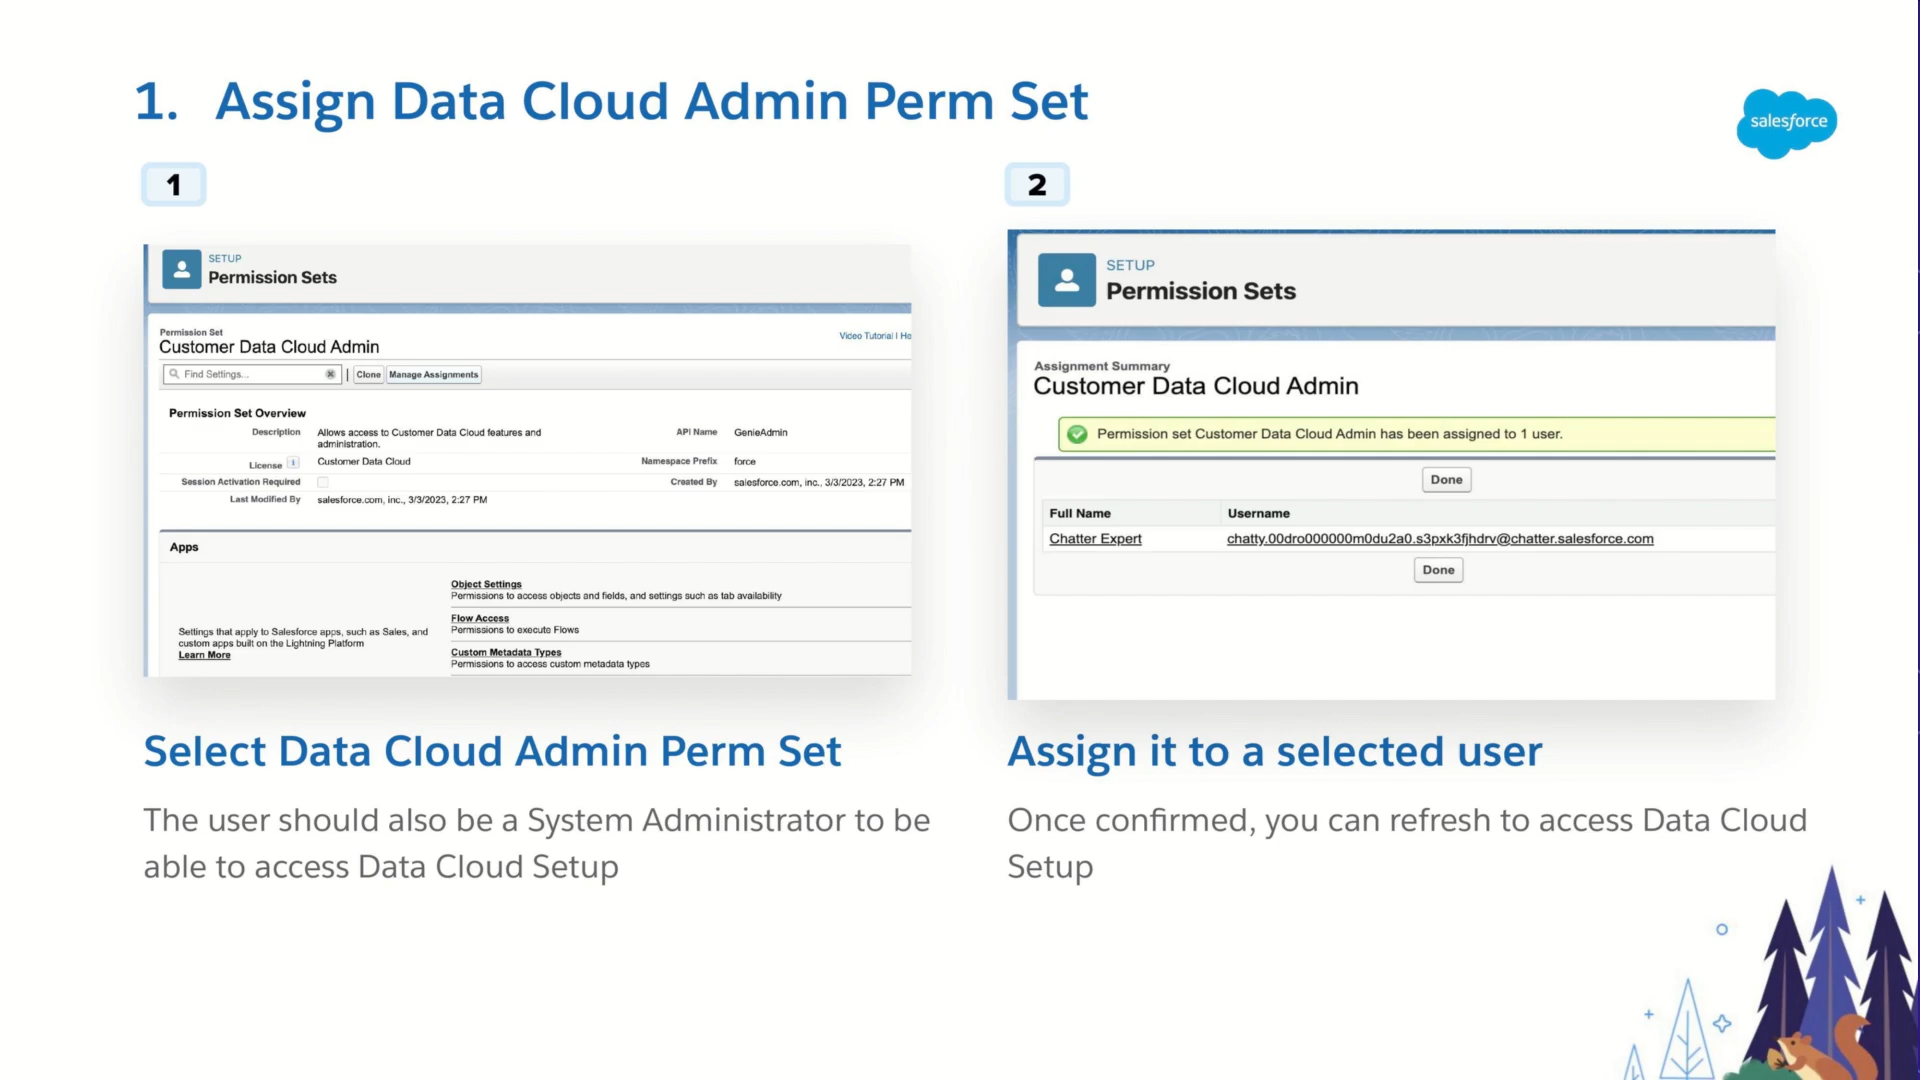 1. Assign Data Cloud Admin Perm Set
salesforce
1
SETUP
Permission Sets
Permission Set
Customer Data Cloud Admin
Video Tutorial | He
Find Settings...
Clone
Manage Assignments
Permission Set Overview
Description
Allows access to Customer Data Cloud features and
administration.
API Name
GenieAdmin
License i
Customer Data Cloud
Namespace Prefix
force
Session Activation Required
Created By
salesforce.com, inc., 3/3/2023, 2:27 PM
Last Modified By
salesforce.com, inc., 3/3/2023, 2:27 PM
Apps
Settings that apply to Salesforce apps, such as Sales, and
custom apps built on the Lightning Platform
Learn More
Object Settings
Permissions to access objects and fields, and settings such as tab availability
Flow Access
Permissions to execute Flows
Custom Metadata Types
Permissions to access custom metadata types
Select Data Cloud Admin Perm Set
The user should also be a System Administrator to be
able to access Data Cloud Setup
2
SETUP
Permission Sets
Assignment Summary
Customer Data Cloud Admin
Permission set Customer Data Cloud Admin has been assigned to 1 user.
Done
Full Name
Username
Chatter Expert
chatty.00dro000000m0du2a0.s3pxk3fjhdrv@chatter.salesforce.com
Done
Assign it to a selected user
Once confirmed, you can refresh to access Data Cloud
Setup